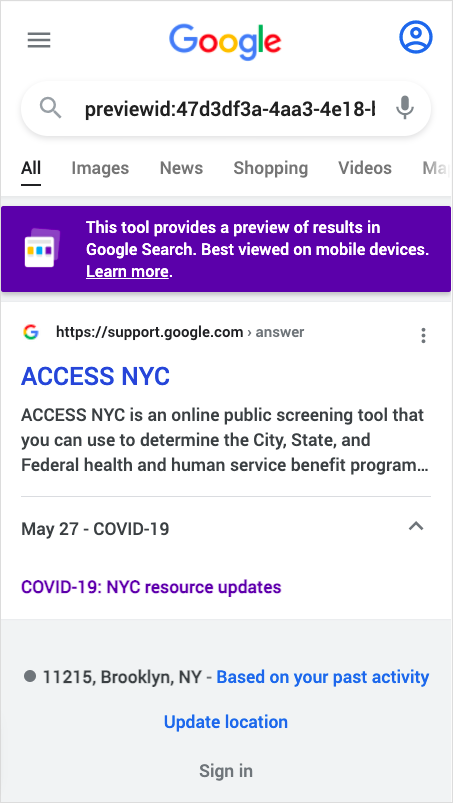 Google
previewid:47d3df3a-4aa3-4e18-
All Images News Shopping Videos
This tool provides a preview of results in
Google Search. Best viewed on mobile devices.
Learn more.
G https://support.google.com › answer
ACCESS NYC
ACCESS NYC is an online public screening tool that
you can use to determine the City, State, and
Federal health and human service benefit program...
May 27 - COVID-19
COVID-19: NYC resource updates
11215, Brooklyn, NY - Based on your past activity
Update location
Sign in